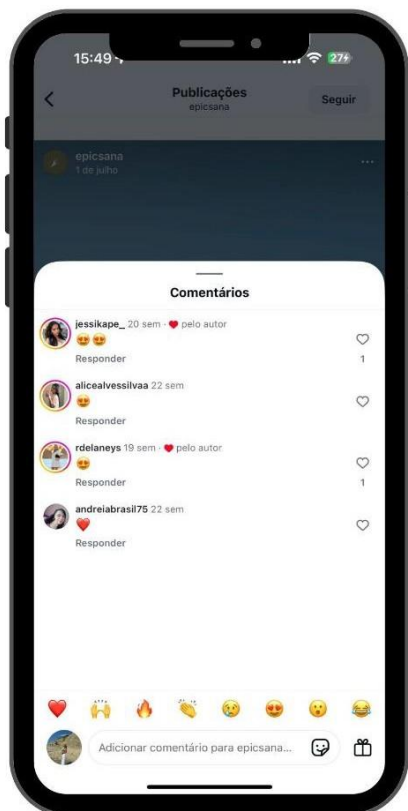 15:49
27
Publicações
epicsana
Seguir
epicsana
1 de julho
Comentários
jessikape_ 20 sem · pelo autor
Responder
1
alicealvessilvaa 22 sem
Responder
rdelaneys 19 sem · pelo autor
Responder
1
andreiabrasil75 22 sem
Responder
Adicionar comentário para epicsana...